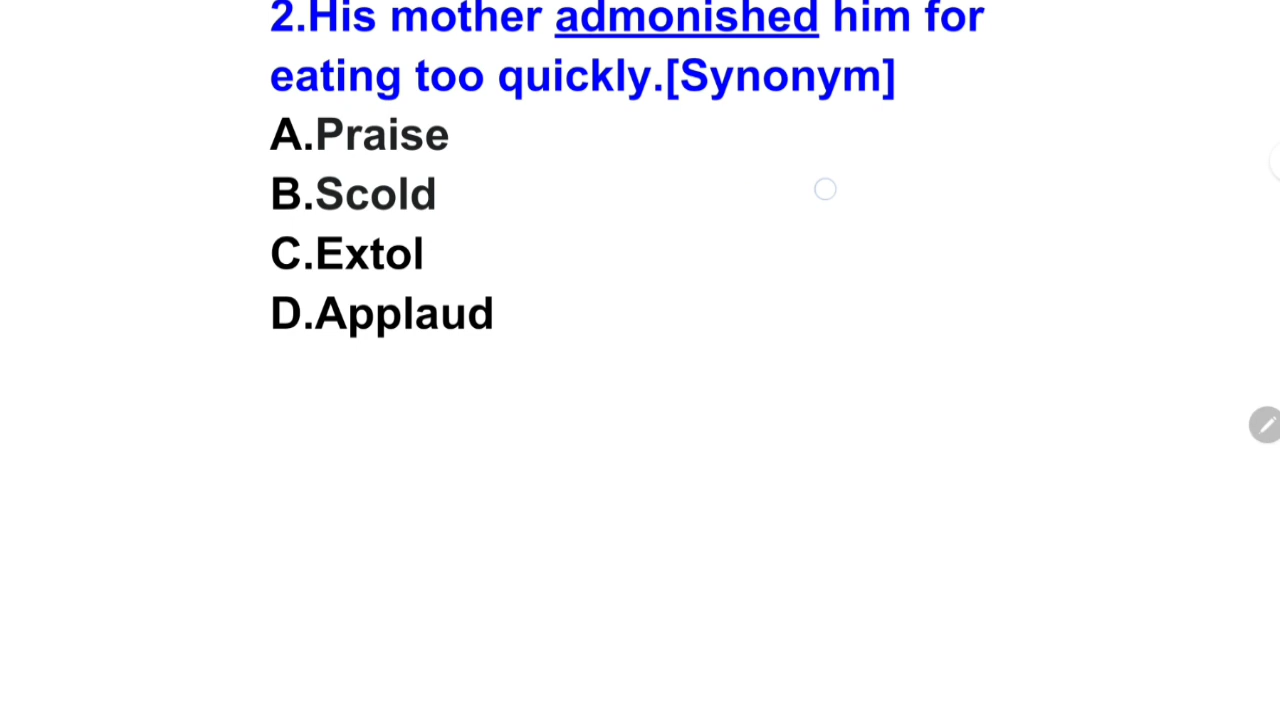 2.His mother admonished him for
eating too quickly.[Synonym]
A.Praise
B.Scold
C.Extol
D.Applaud